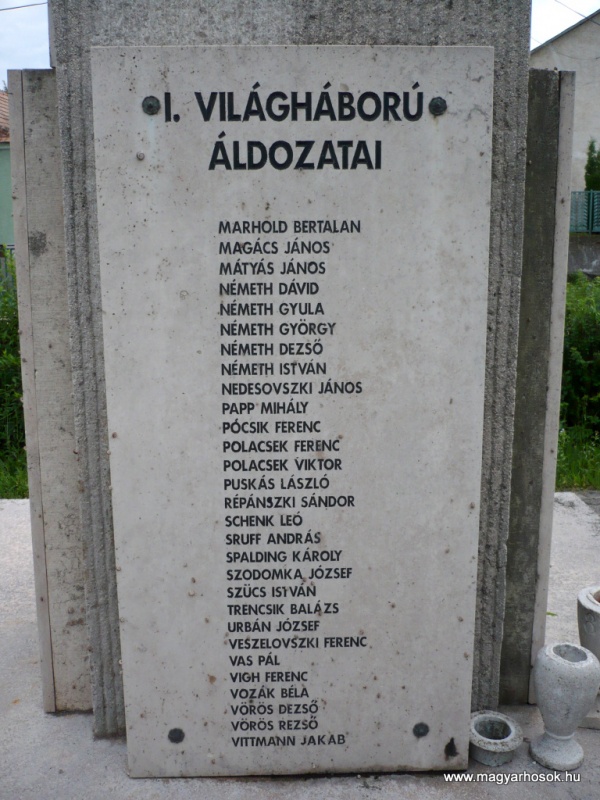 I. VILÁGHÁBORÚ
ÁLDOZATAI
MARHOLD BERTALAN
MAGÁCS JÁNOS
MÁTYÁS JÁNOS
NÉMETH DÁVID
NÉMETH GYULA
NÉMETH GYÖRGY
NÉMETH DEZSŐ
NÉMETH ISTVÁN
NEDESOVSZKI JÁNOS
PAPP MIHÁLY
PÓCSIK FERENC
POLACSEK FERENC
POLACSEK VIKTOR
PUSKÁS LÁSZLÓ
RÉPÁNSZKI SÁNDOR
SCHENK LEÓ
SRUFF ANDRÁS
SPALDING KÁROLY
SZODOMKA JÓZSEF
SZÜCS ISTVÁN
TRENCSIK BALÁZS
URBÁN JÓZSEF
VESZELOVSZKI FERENC
VAS PÁL
VIGH FERENC
VOZÁK BÉLA
VÖRÖS DEZSŐ
VÖRÖS REZSŐ
VITTMANN JAKAB
www.magyarhosok.hu